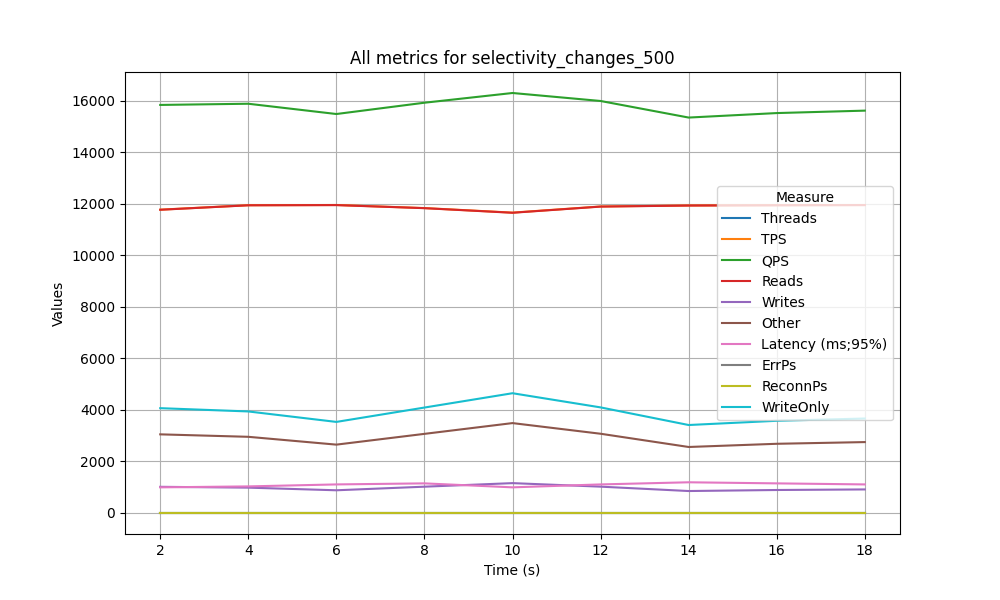 All metrics for selectivity_changes_500
Values
16000
14000
12000
10000
8000
6000
4000
2000
0
Measure
Threads
TPS
QPS
Reads
Writes
Other
Latency (ms;95%)
ErrPs
ReconnPs
WriteOnly
2 4 6 8 10 12 14 16 18
Time (s)